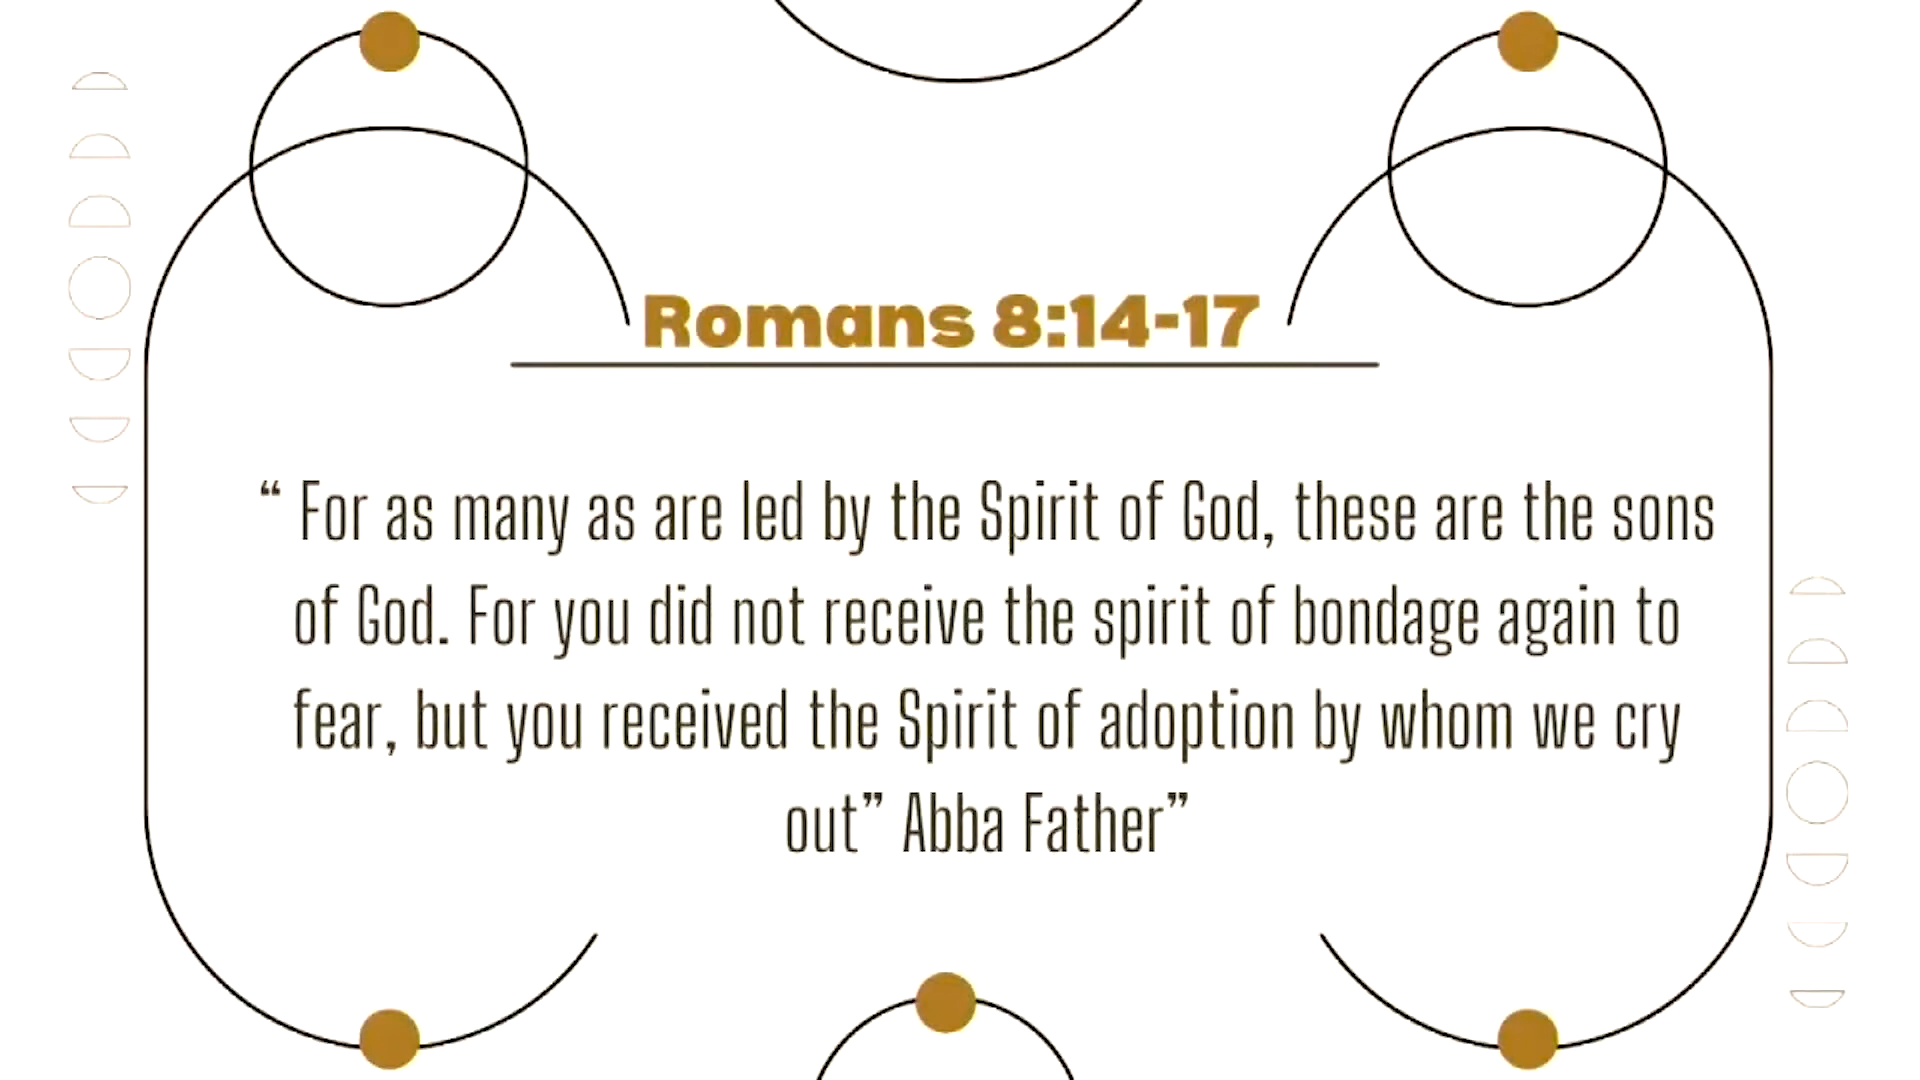 Romans 8:14-17
“ For as many as are led by the Spirit of God, these are the sons
of God. For you did not receive the spirit of bondage again to
fear, but you received the Spirit of adoption by whom we cry
out” Abba Father”